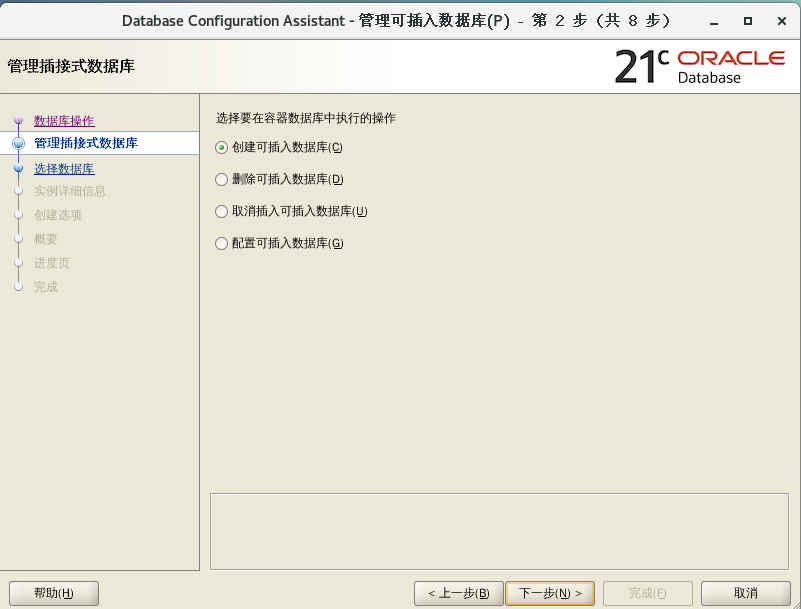 Database Configuration Assistant - 管理可插入数据库(P) - 第 2 步 (共 8 步)
管理插接式数据库
21c ORACLE
Database
数据库操作
管理插接式数据库
选择数据库
实例详细信息
创建选项
概要
进度页
完成
选择要在容器数据库中执行的操作
创建可插入数据库(C)
删除可插入数据库(D)
取消插入可插入数据库(U)
配置可插入数据库(G)
帮助(H)
< 上一步(B)
下一步(N) >
完成(F)
取消